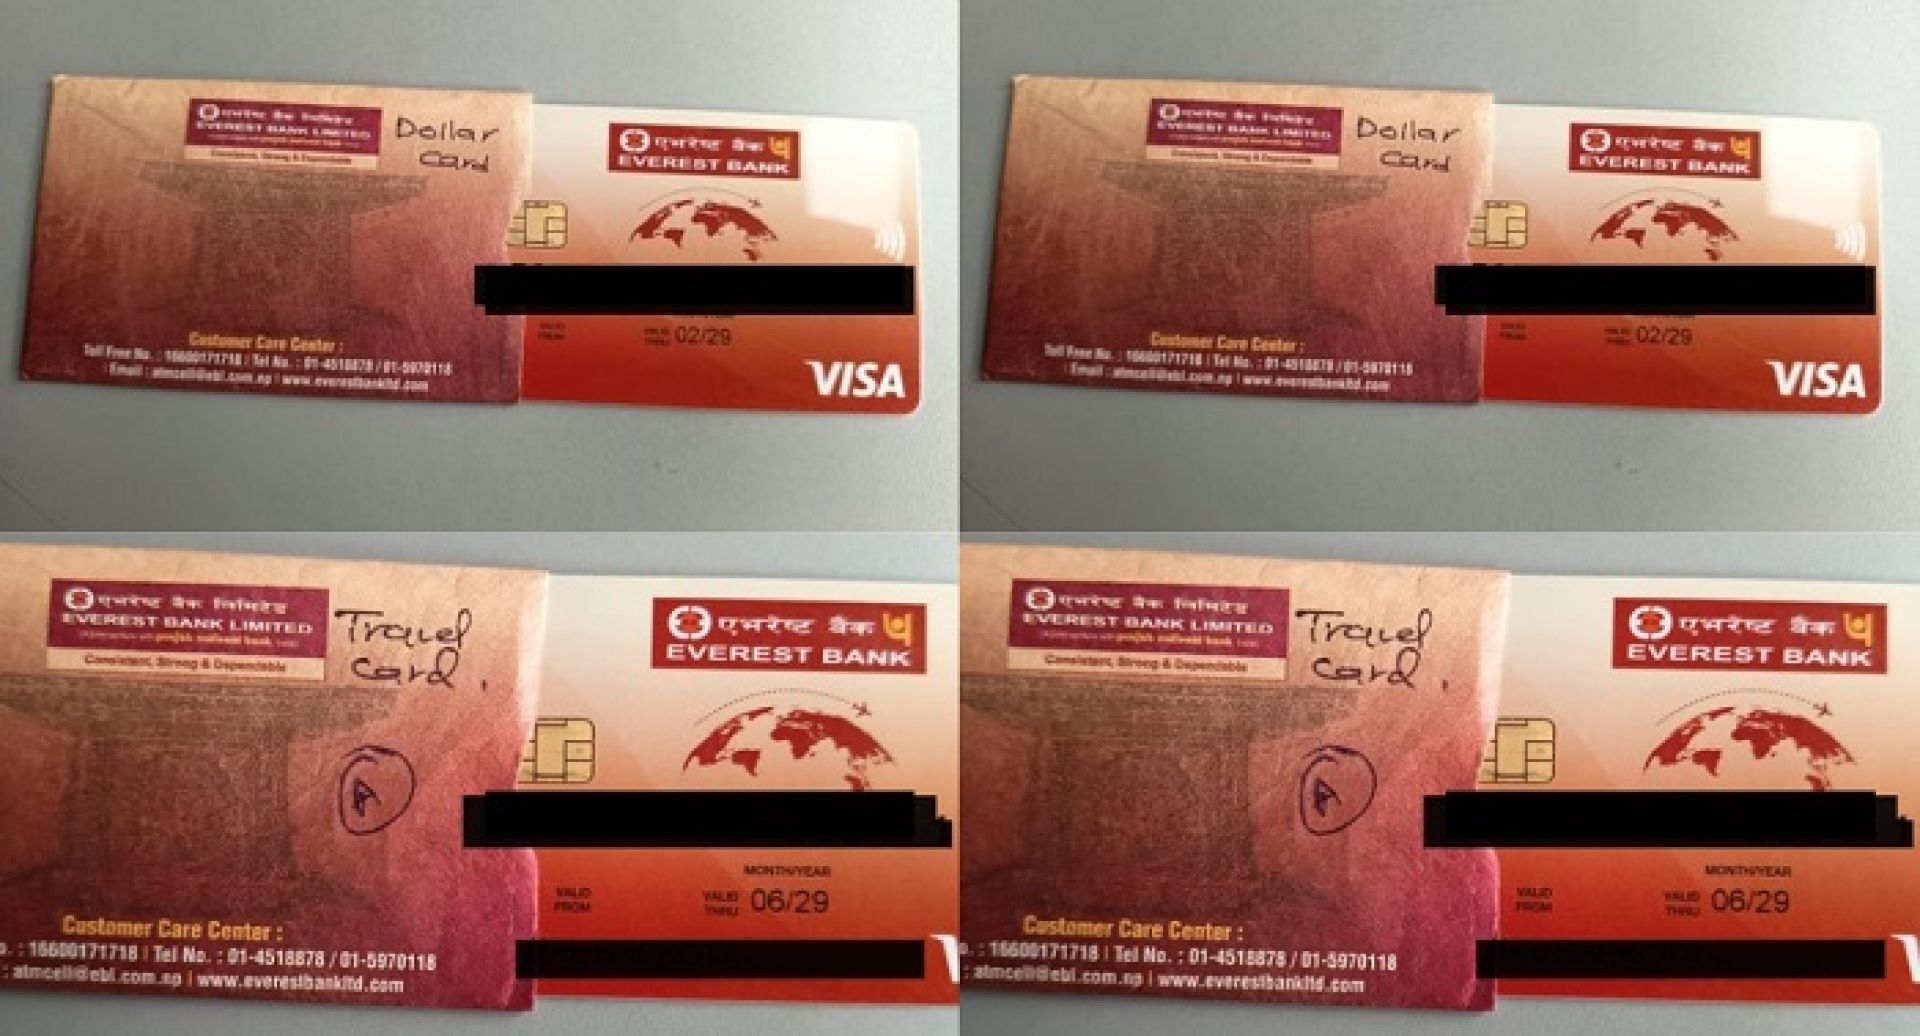 एभरेष्ट बैंक लिमिटेड
EVEREST BANK LIMITED
Consistent, Strong & Dependable
Dollar
Card
Customer Care Center :
Toll Free No. : 16600171718 | Tel No. : 01-4518878 / 01-5970118
Email : atmcell@ebl.com.np | www.everestbankltd.com
एभरेष्ट बैंक
EVEREST BANK
VALID
FROM
VALID
THRU
02/29
VISA
एभरेष्ट बैंक लिमिटेड
EVEREST BANK LIMITED
Consistent, Strong & Dependable
Dollar
Card
Customer Care Center :
Toll Free No. : 16600171718 | Tel No. : 01-4518878 / 01-5970118
Email : atmcell@ebl.com.np | www.everestbankltd.com
एभरेष्ट बैंक
EVEREST BANK
VALID
FROM
VALID
THRU
02/29
VISA
एभरेष्ट बैंक लिमिटेड
EVEREST BANK LIMITED
punjab national bank
Consistent, Strong & Dependable
Travel
Card.
A
Customer Care Center :
o. : 16600171718 | Tel No. : 01-4518878 / 01-5970118
: atmcell@ebl.com.np | www.everestbankltd.com
एभरेष्ट बैंक
EVEREST BANK
MONTH/YEAR
VALID
FROM
VALID
THRU
06/29
V
एभरेष्ट बैंक लिमिटेड
EVEREST BANK LIMITED
punjab national bank
Consistent, Strong & Dependable
Travel
Card.
A
Customer Care Center :
o. : 16600171718 | Tel No. : 01-4518878 / 01-5970118
: atmcell@ebl.com.np | www.everestbankltd.com
एभरेष्ट बैंक
EVEREST BANK
MONTH/YEAR
VALID
FROM
VALID
THRU
06/29
V